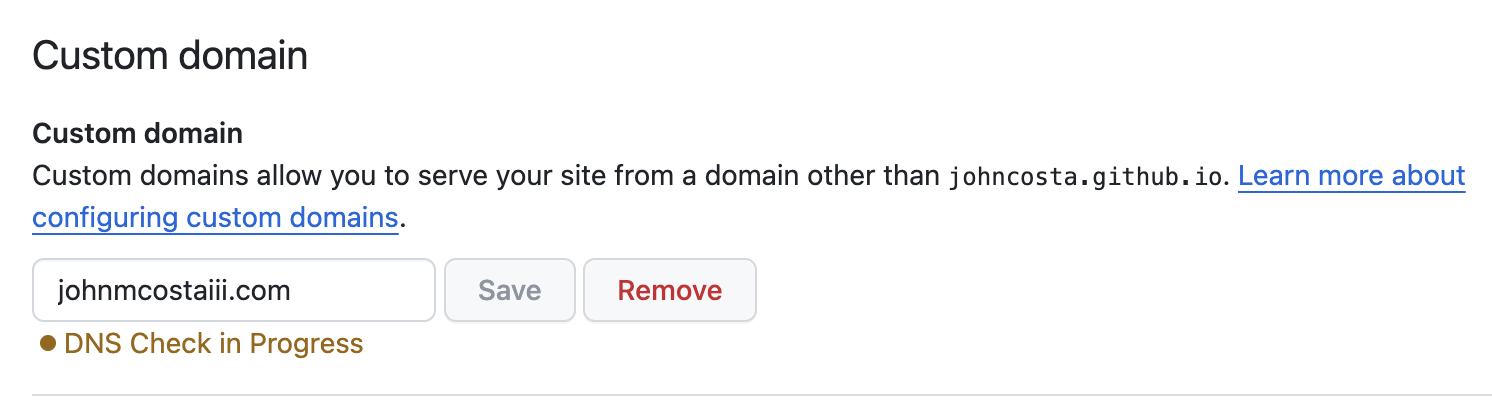 Custom domain
Custom domain
Custom domains allow you to serve your site from a domain other than johncosta.github.io. Learn more about
configuring custom domains.
johnmcostaiii.com Save Remove
DNS Check in Progress